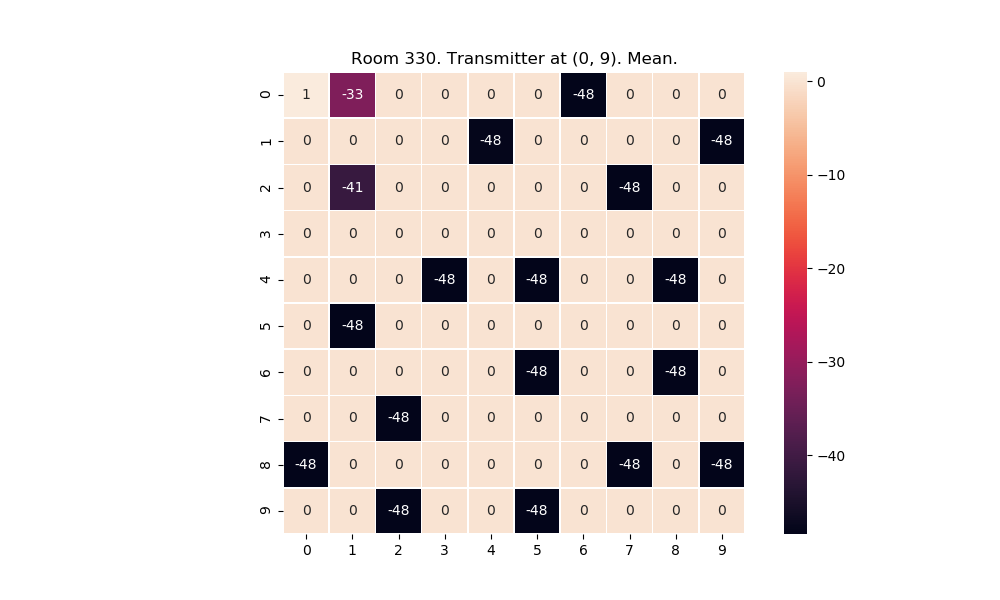 Room 330. Transmitter at (0, 9). Mean.
0 1 -33 0 0 0 0 -48 0 0 0
1 0 0 0 0 -48 0 0 0 0 -48
2 0 -41 0 0 0 0 0 -48 0 0
3 0 0 0 0 0 0 0 0 0 0
4 0 0 0 -48 0 -48 0 0 -48 0
5 0 -48 0 0 0 0 0 0 0 0
6 0 0 0 0 0 -48 0 0 -48 0
7 0 0 -48 0 0 0 0 0 0 0
8 -48 0 0 0 0 0 0 -48 0 -48
9 0 0 -48 0 0 -48 0 0 0 0
0 1 2 3 4 5 6 7 8 9
0
−10
−20
−30
−40